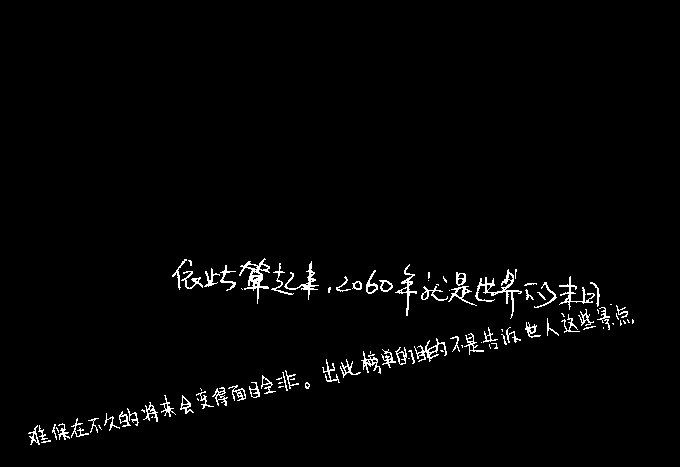 依此算起来,2060年就是世界的末日
难保在不久的将来会变得面目全非。出此榜单的目的不是告诉世人这些景点